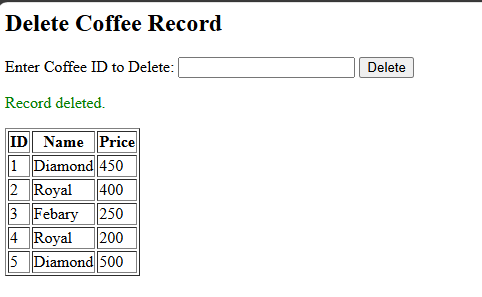 Delete Coffee Record
Enter Coffee ID to Delete: Delete
Record deleted.
ID Name Price
1 Diamond 450
2 Royal 400
3 Febary 250
4 Royal 200
5 Diamond 500